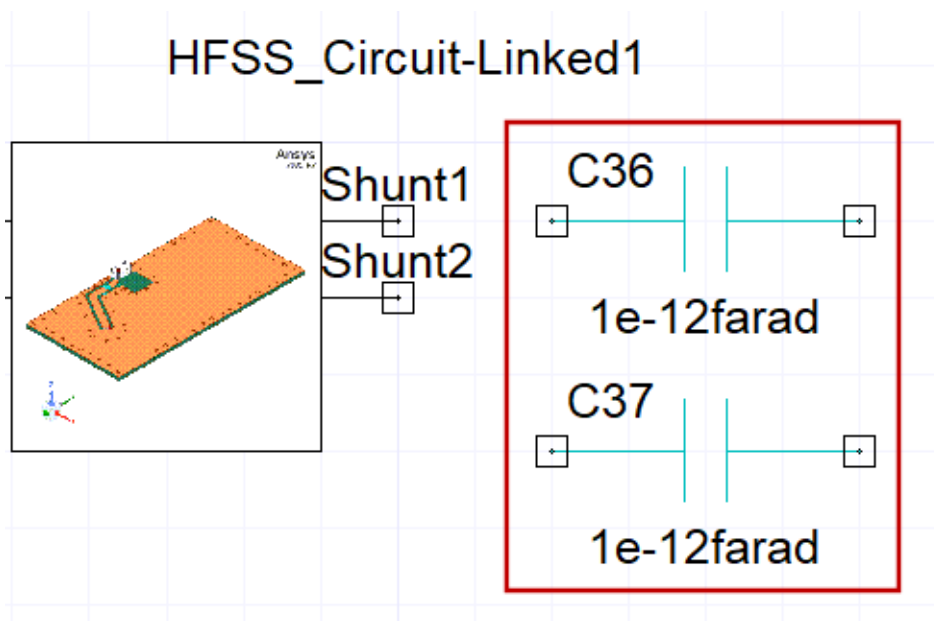 HFSS_Circuit-Linked1
Ansys
Shunt1
Shunt2
C36
1e-12farad
C37
1e-12farad